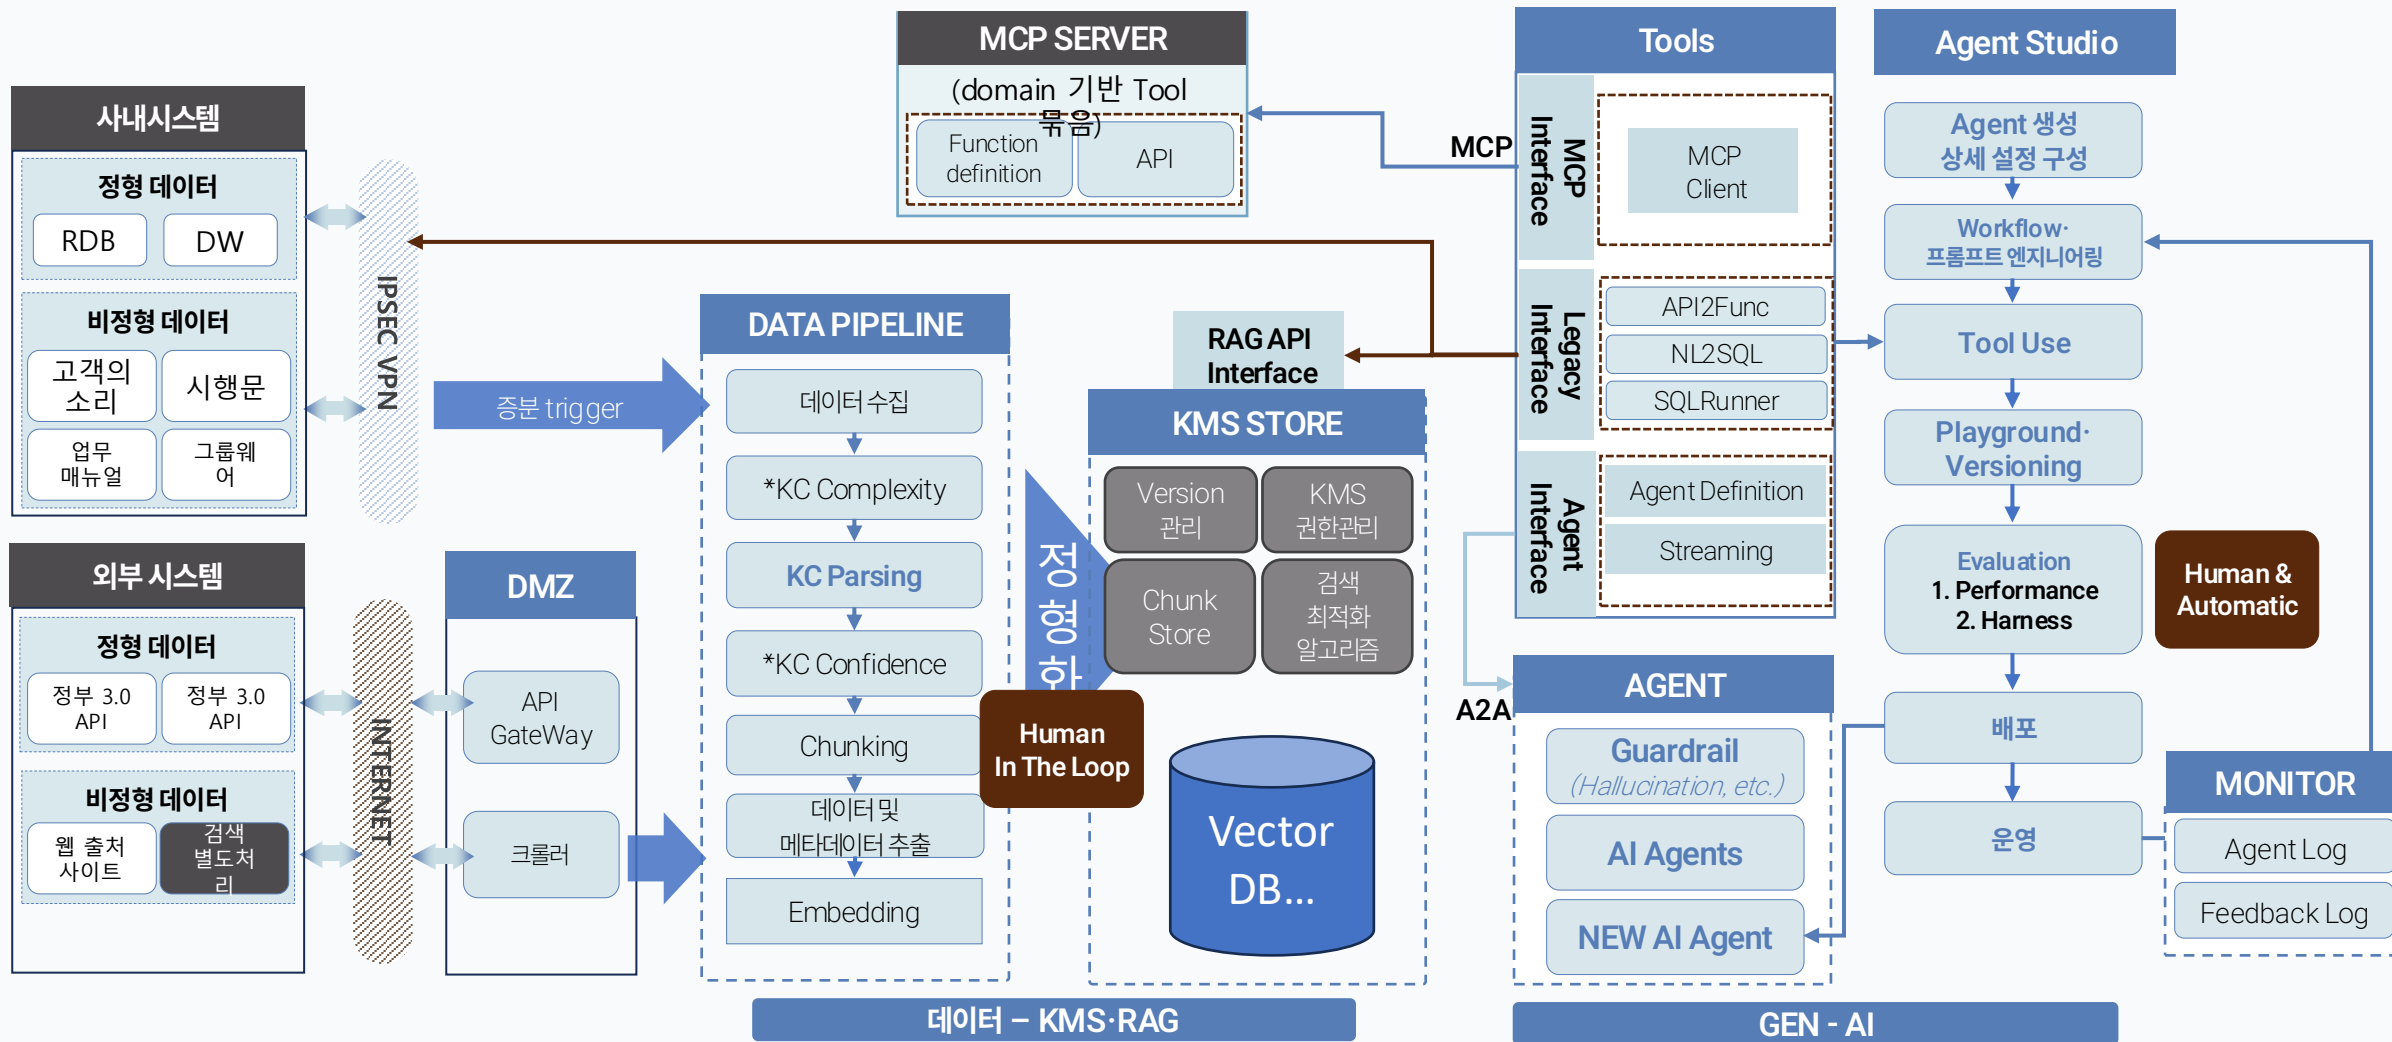 사내시스템
정형 데이터
RDB
DW
비정형 데이터
고객의
소리
시행문
업무
매뉴얼
그룹웨
어
IPSEC VPN
외부 시스템
정형 데이터
정부 3.0
API
정부 3.0
API
비정형 데이터
웹 출처
사이트
검색
별도처
리
INTERNET
DMZ
API
GateWay
크롤러
증분 trigger
DATA PIPELINE
데이터 수집
*KC Complexity
KC Parsing
*KC Confidence
Chunking
데이터 및
메타데이터 추출
Embedding
정
형
화
Human
In The Loop
MCP SERVER
(domain 기반 Tool
묶음)
Function
definition
API
RAG API
Interface
KMS STORE
Version
관리
KMS
권한관리
Chunk
Store
검색
최적화
알고리즘
Vector
DB...
데이터 – KMS·RAG
MCP
Tools
MCP
Interface
MCP
Client
Legacy
Interface
API2Func
NL2SQL
SQLRunner
Agent
Interface
Agent Definition
Streaming
A2A
AGENT
Guardrail
(Hallucination, etc.)
AI Agents
NEW AI Agent
Agent Studio
Agent 생성
상세 설정 구성
Workflow·
프롬프트 엔지니어링
Tool Use
Playground·
Versioning
Evaluation
1. Performance
2. Harness
Human &
Automatic
배포
운영
MONITOR
Agent Log
Feedback Log
GEN - AI